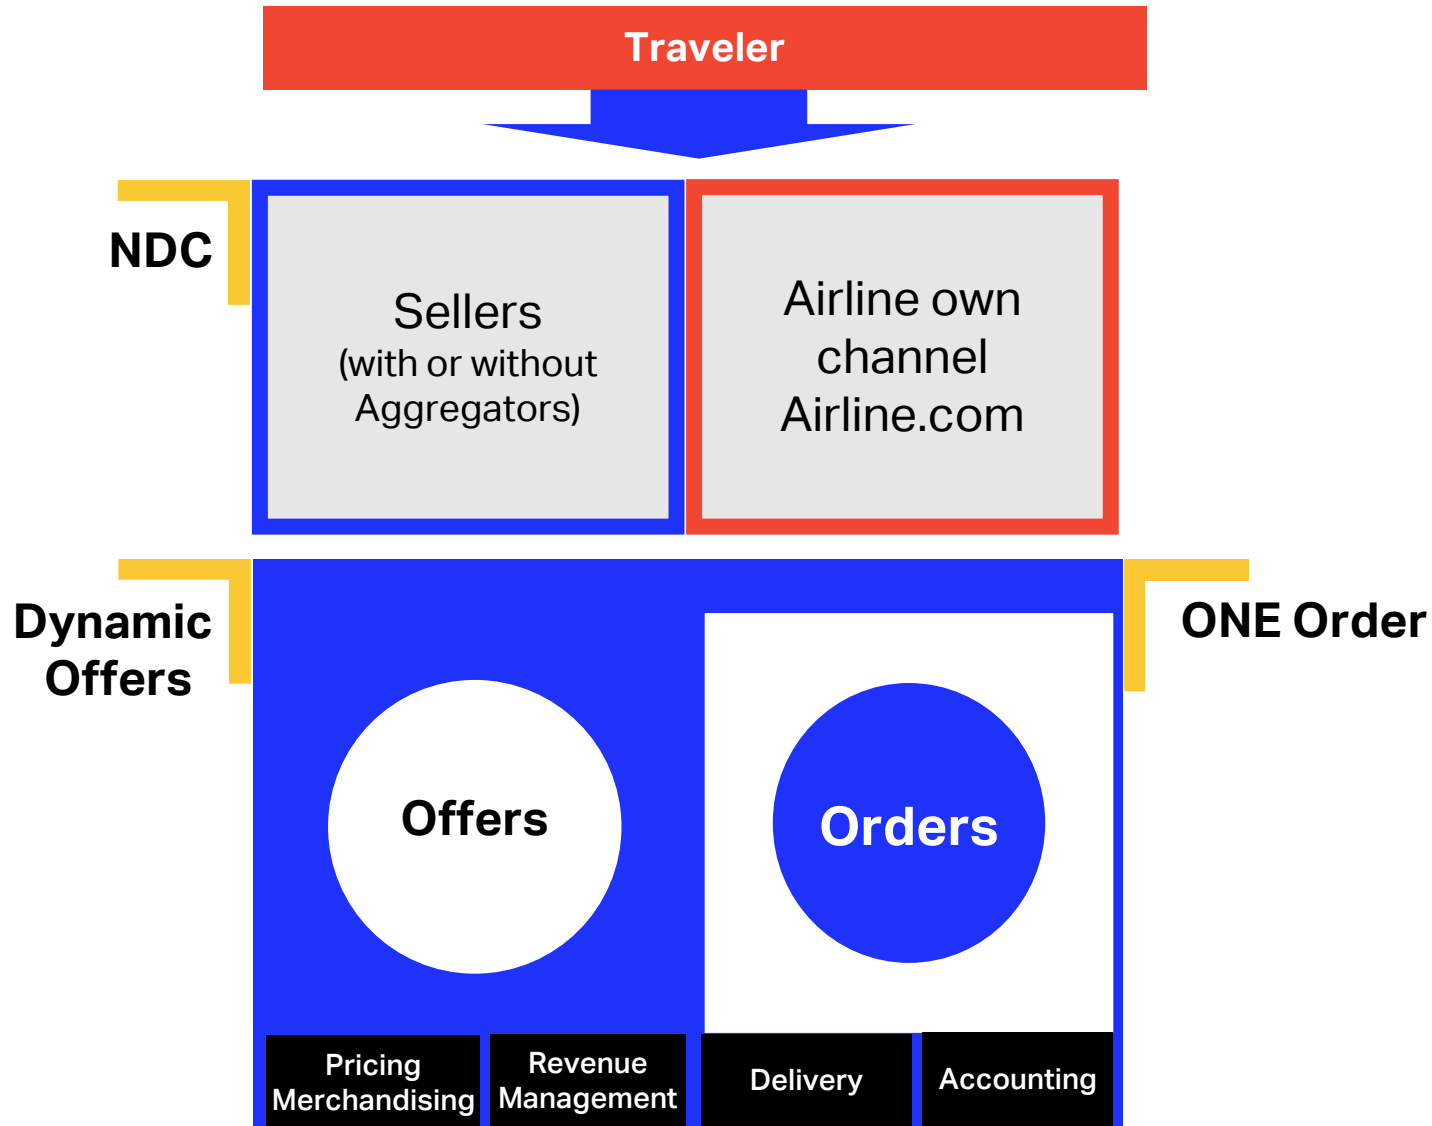 Traveler
NDC
Sellers
(with or without
Aggregators)
Airline own
channel
Airline.com
Dynamic
Offers
ONE Order
Offers
Orders
Pricing
Merchandising
Revenue
Management
Delivery
Accounting